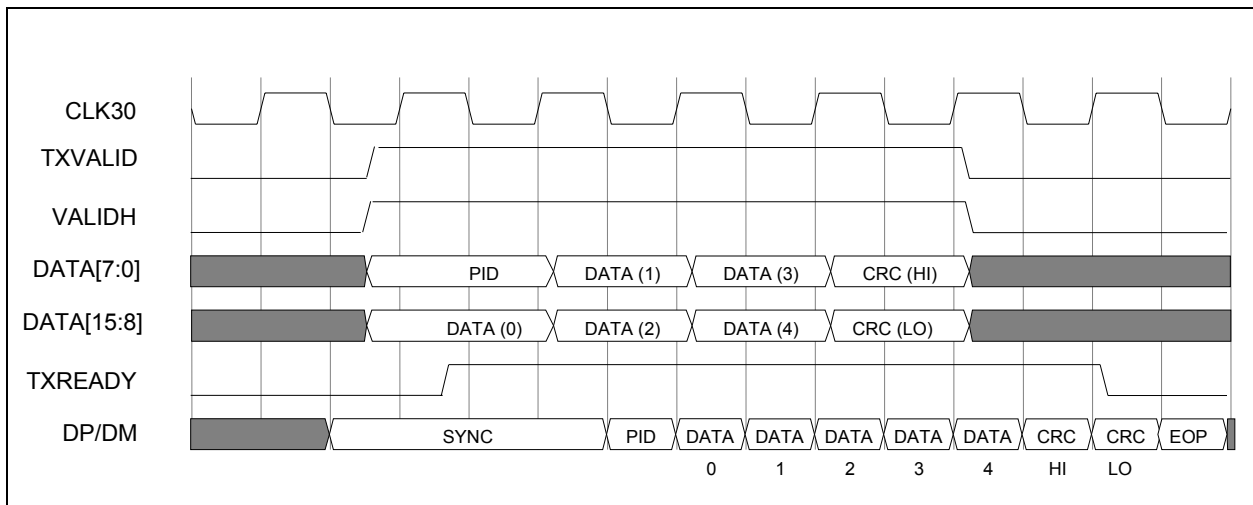 CLK30
TXVALID
VALIDH
DATA[7:0] PID DATA (1) DATA (3) CRC (HI)
DATA[15:8] DATA (0) DATA (2) DATA (4) CRC (LO)
TXREADY
DP/DM SYNC PID DATA DATA DATA DATA DATA CRC CRC EOP
0 1 2 3 4 HI LO